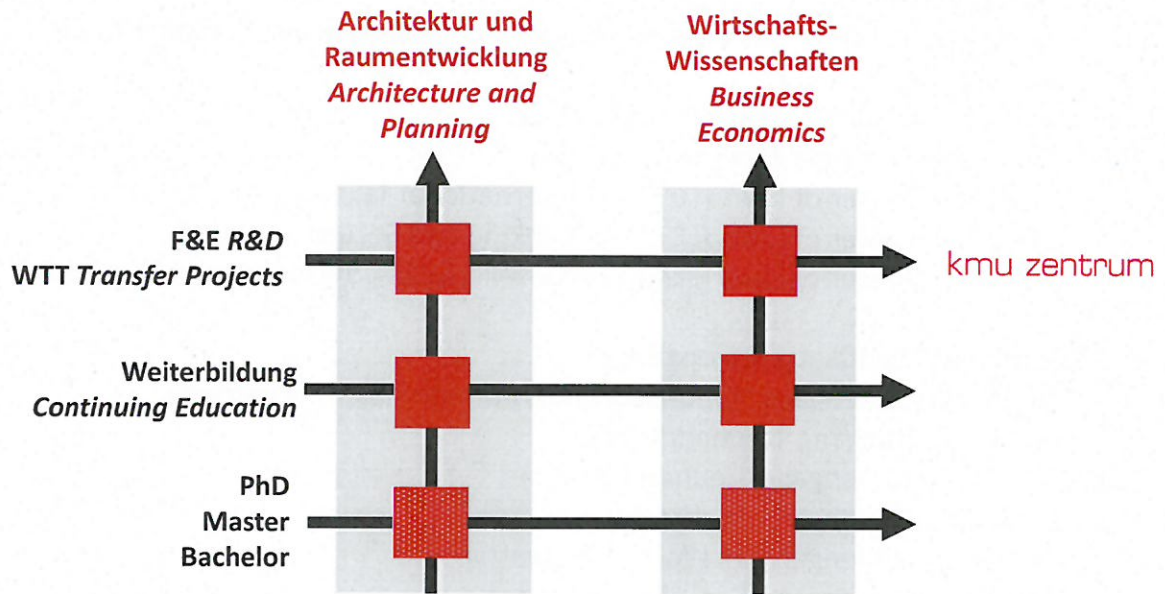 Architektur und
Raumentwicklung
Architecture and
Planning
Wirtschafts-
Wissenschaften
Business
Economics
F&E R&D
WTT Transfer Projects
kmu zentrum
Weiterbildung
Continuing Education
PhD
Master
Bachelor